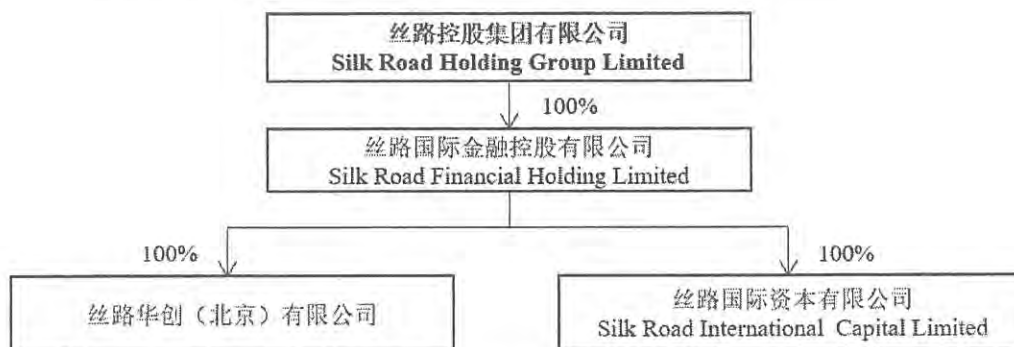 丝路控股集团有限公司
Silk Road Holding Group Limited
100%
丝路国际金融控股有限公司
Silk Road Financial Holding Limited
100%
100%
丝路华创（北京）有限公司
丝路国际资本有限公司
Silk Road International Capital Limited